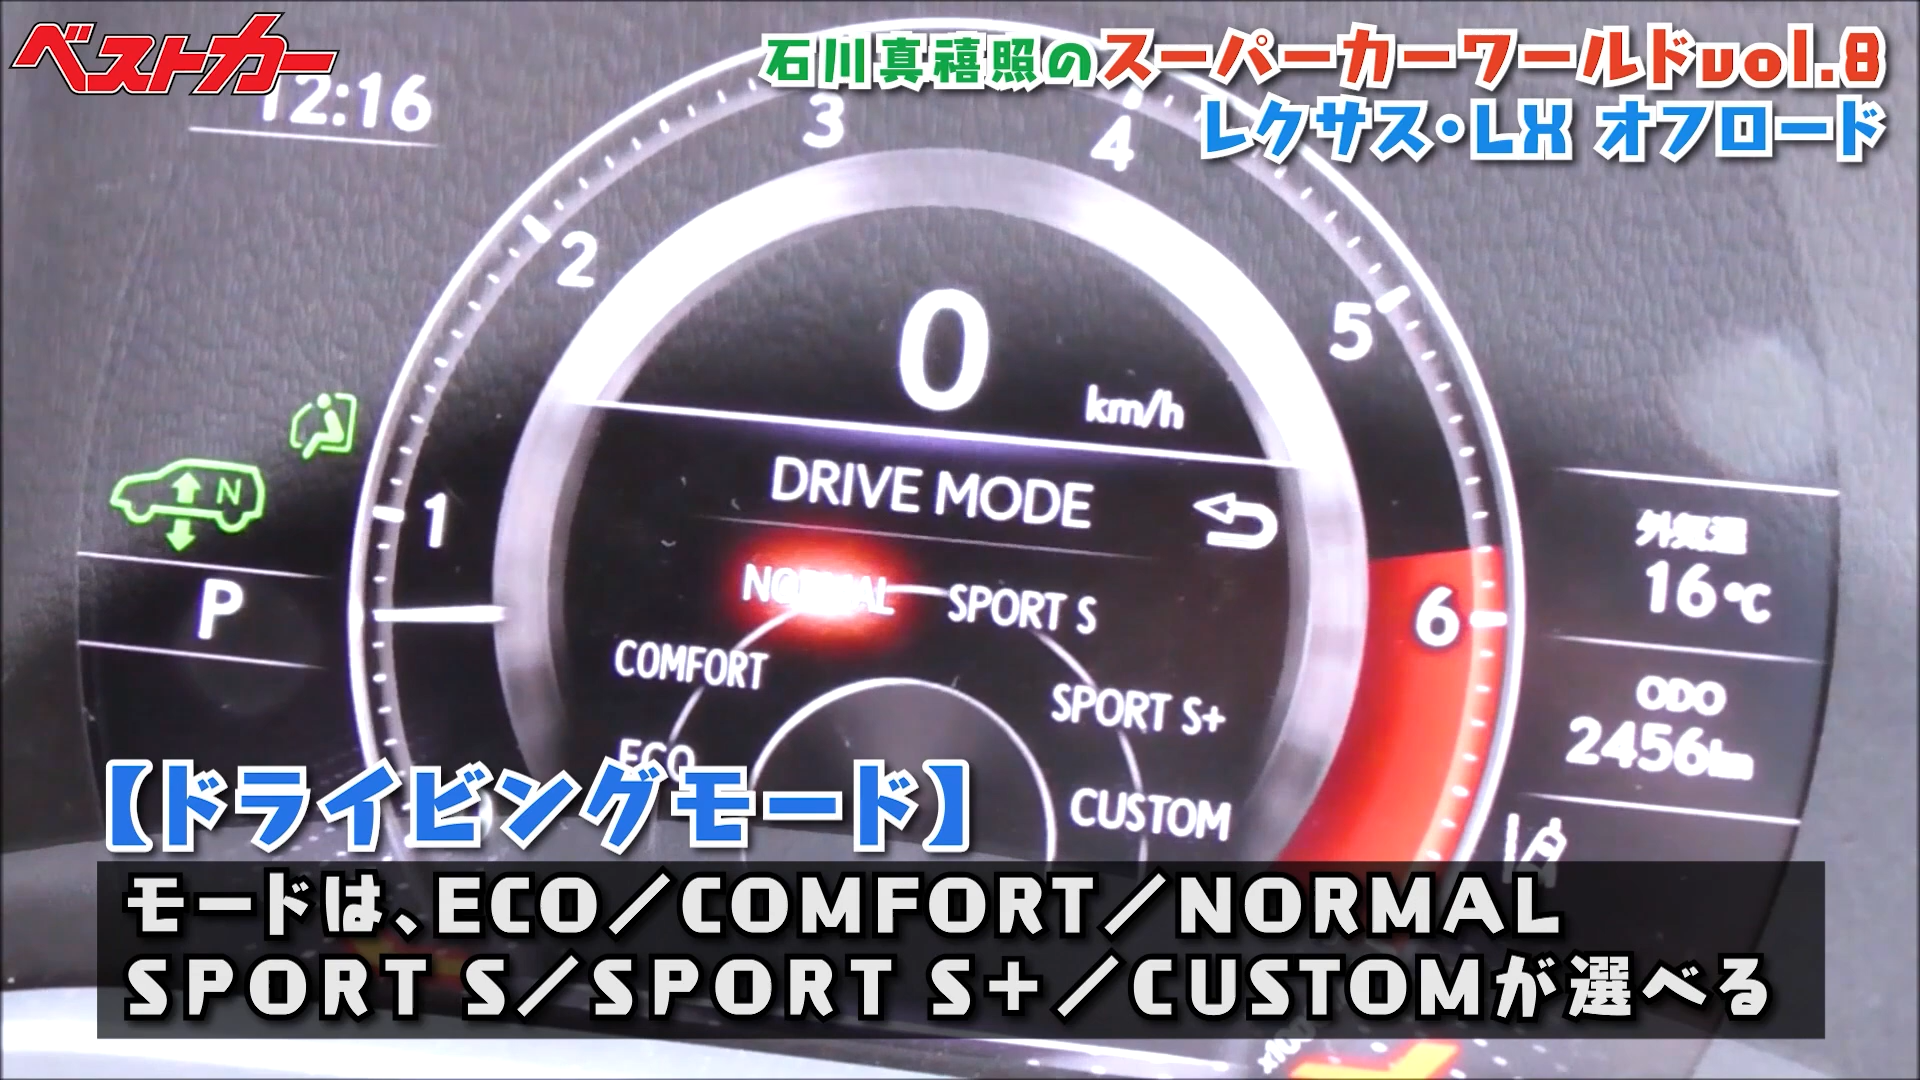 ベストカー
石川真禧照のスーパーカーワールドvol.8
レクサス・LX オフロード
12:16
3
4
2
5
0
km/h
N
1
DRIVE MODE
外気温
16℃
P
NORMAL
SPORT S
6
COMFORT
SPORT S+
ODO
2456km
ECO
CUSTOM
【ドライビングモード】
モードは、ECO／COMFORT／NORMAL
SPORT S／SPORT S＋／CUSTOMが選べる